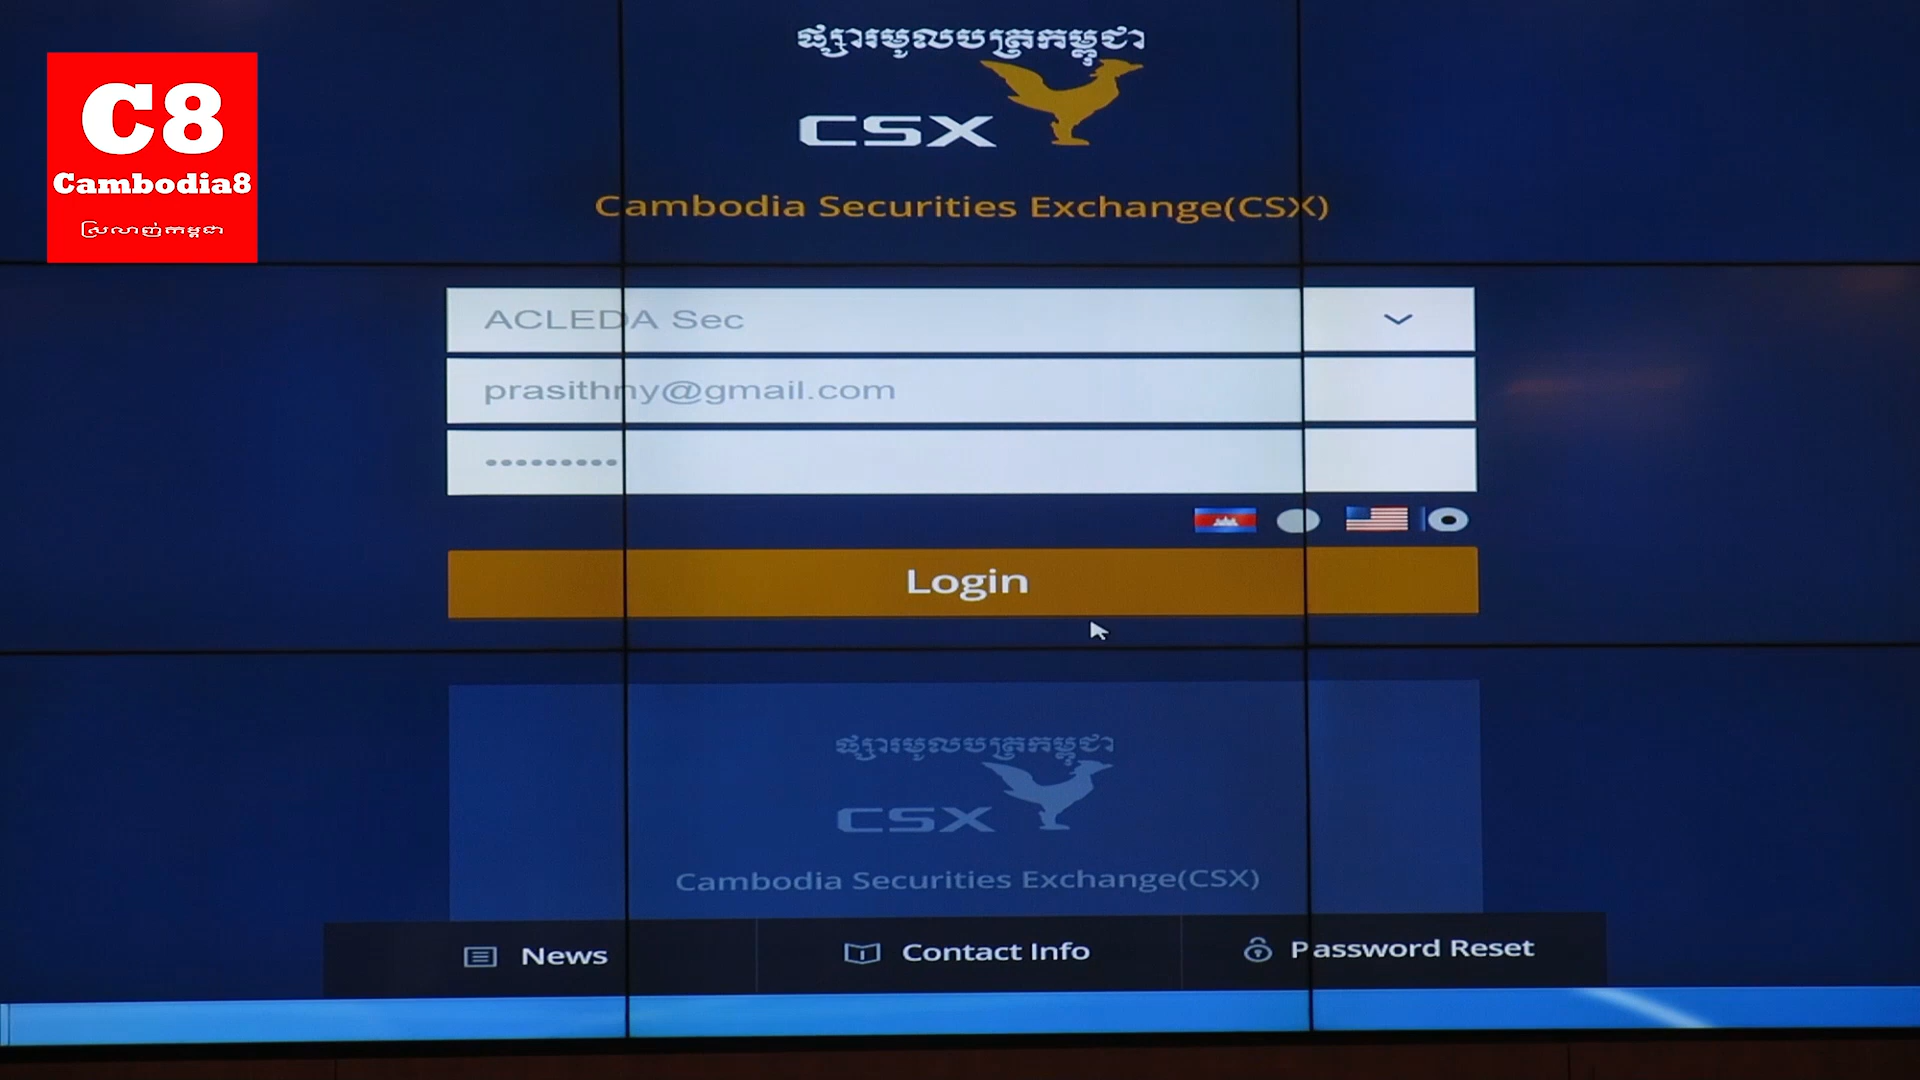 C8
Cambodia8
ស្រលាញ់កម្ពុជា
ផ្សារមូលបត្រកម្ពុជា
CSX
Cambodia Securities Exchange(CSX)
ACLEDA Sec
prasithny@gmail.com
•••••••••
Login
ផ្សារមូលបត្រកម្ពុជា
CSX
Cambodia Securities Exchange(CSX)
News
Contact Info
Password Reset